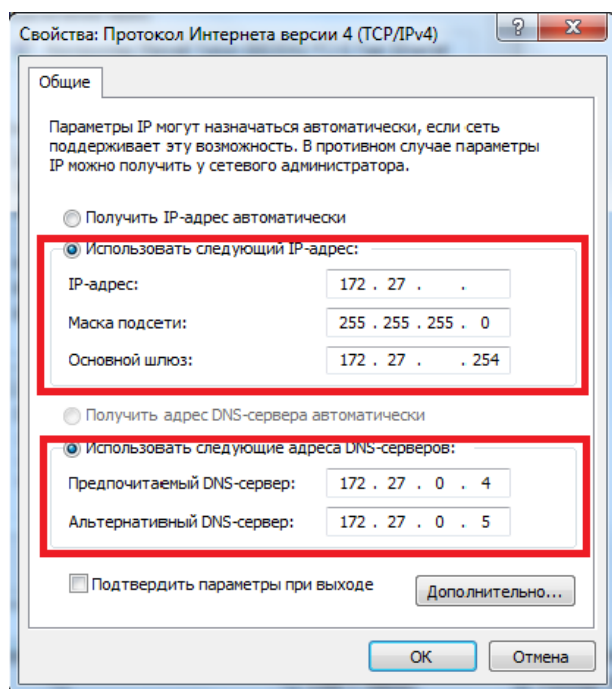 Свойства: Протокол Интернета версии 4 (TCP/IPv4)
Общие
Параметры IP могут назначаться автоматически, если сеть
поддерживает эту возможность. В противном случае параметры
IP можно получить у сетевого администратора.
Получить IP-адрес автоматически
Использовать следующий IP-адрес:
IP-адрес: 172 . 27 . .
Маска подсети: 255 . 255 . 255 . 0
Основной шлюз: 172 . 27 . . 254
Получить адрес DNS-сервера автоматически
Использовать следующие адреса DNS-серверов:
Предпочитаемый DNS-сервер: 172 . 27 . 0 . 4
Альтернативный DNS-сервер: 172 . 27 . 0 . 5
Подтвердить параметры при выходе
Дополнительно...
ОК Отмена